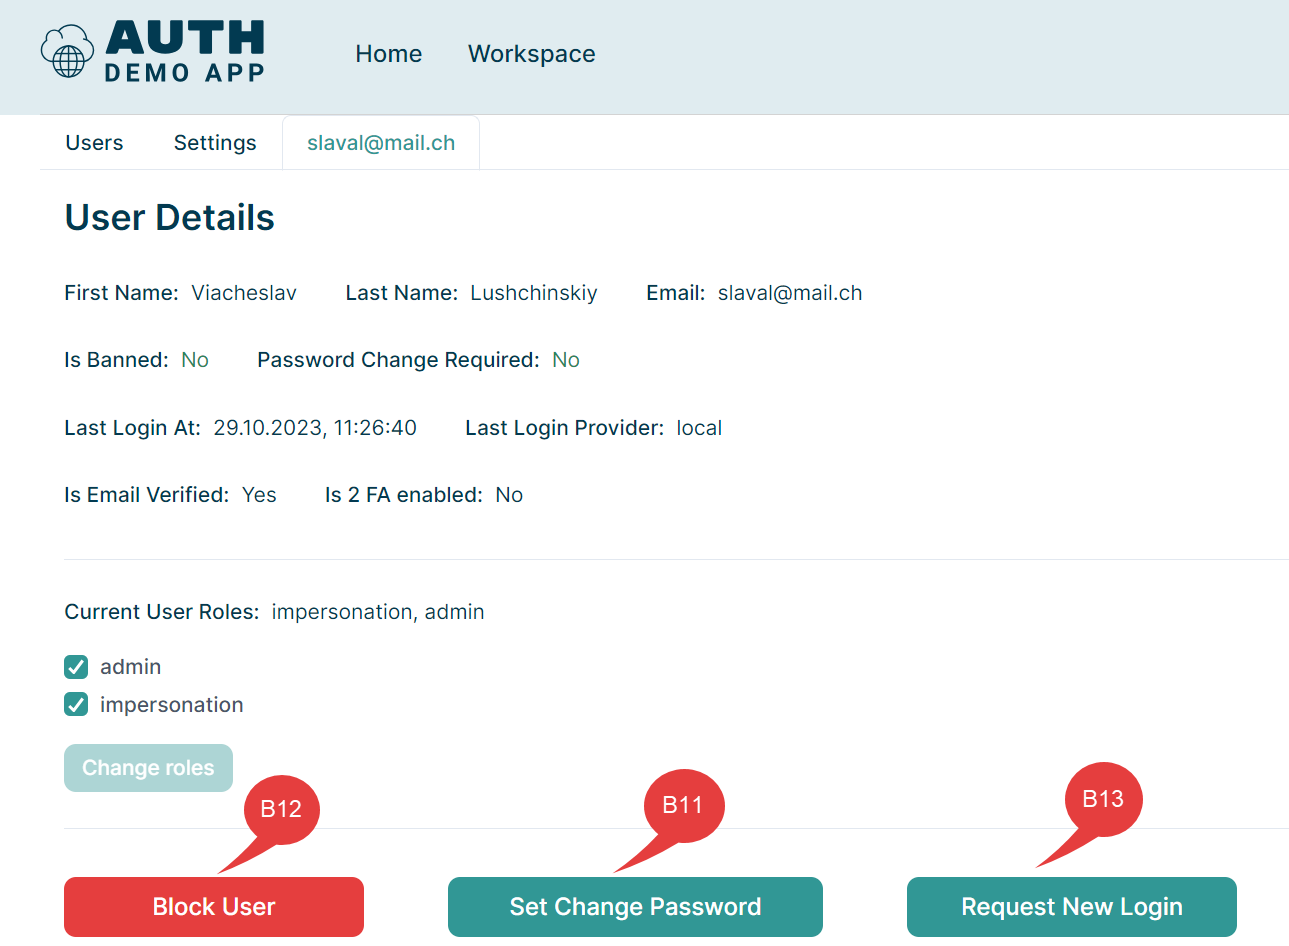 AUTH
DEMO APP
Home Workspace
Users Settings slaval@mail.ch
User Details
First Name: Viacheslav Last Name: Lushchinskiy Email: slaval@mail.ch
Is Banned: No Password Change Required: No
Last Login At: 29.10.2023, 11:26:40 Last Login Provider: local
Is Email Verified: Yes Is 2 FA enabled: No
Current User Roles: impersonation, admin
admin
impersonation
Change roles
B12 B11 B13
Block User Set Change Password Request New Login